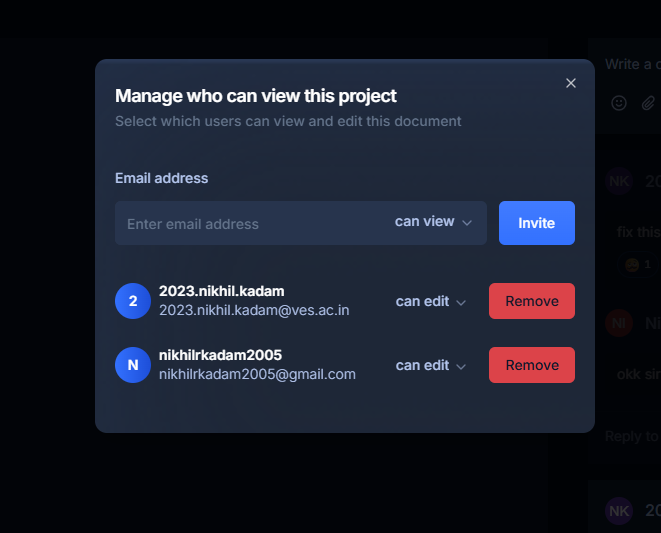 Manage who can view this project
Select which users can view and edit this document
Email address
Enter email address
can view
Invite
2
2023.nikhil.kadam
2023.nikhil.kadam@ves.ac.in
can edit
Remove
N
nikhilrkadam2005
nikhilrkadam2005@gmail.com
can edit
Remove
Write a
NK
20
fix this
1
NI
Ni
okk
Reply to
NK
20